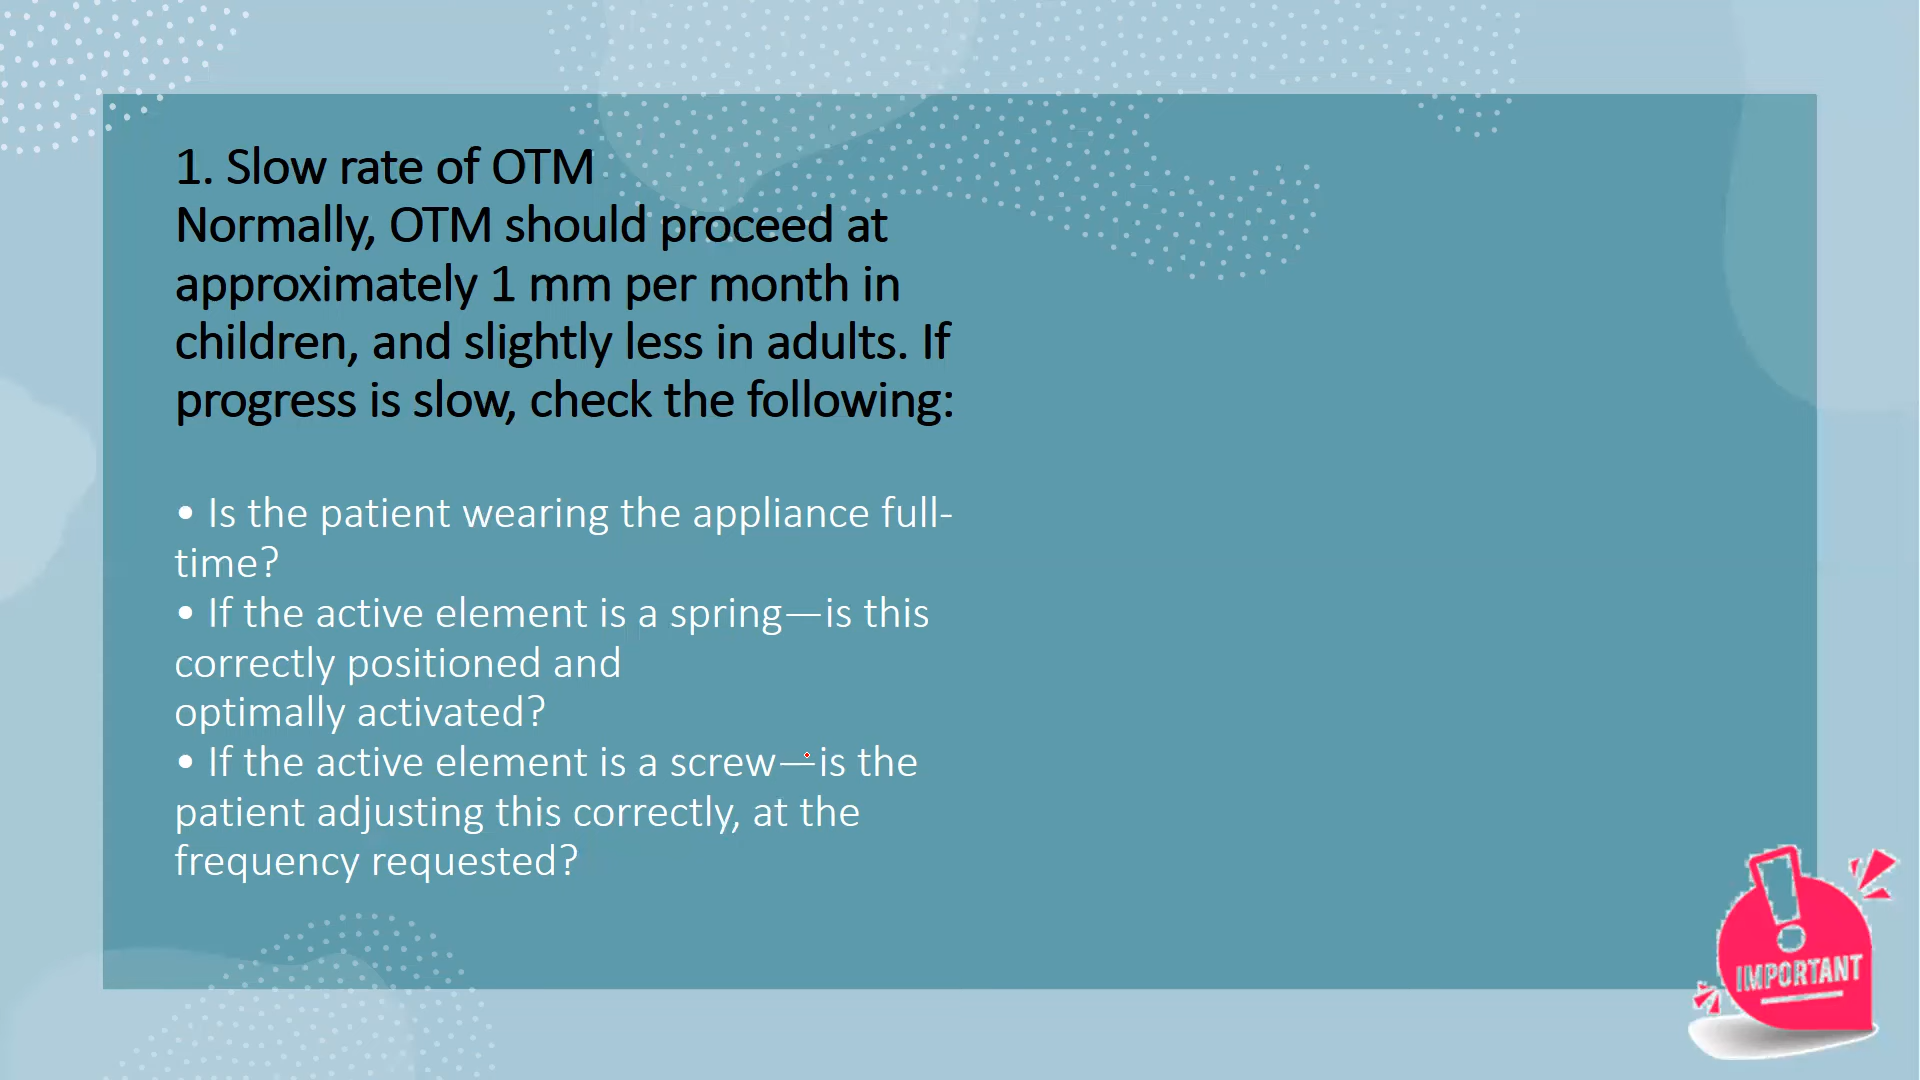 1. Slow rate of OTM
Normally, OTM should proceed at
approximately 1 mm per month in
children, and slightly less in adults. If
progress is slow, check the following:
• Is the patient wearing the appliance full-
time?
• If the active element is a spring—is this
correctly positioned and
optimally activated?
• If the active element is a screw—is the
patient adjusting this correctly, at the
frequency requested?
IMPORTANT